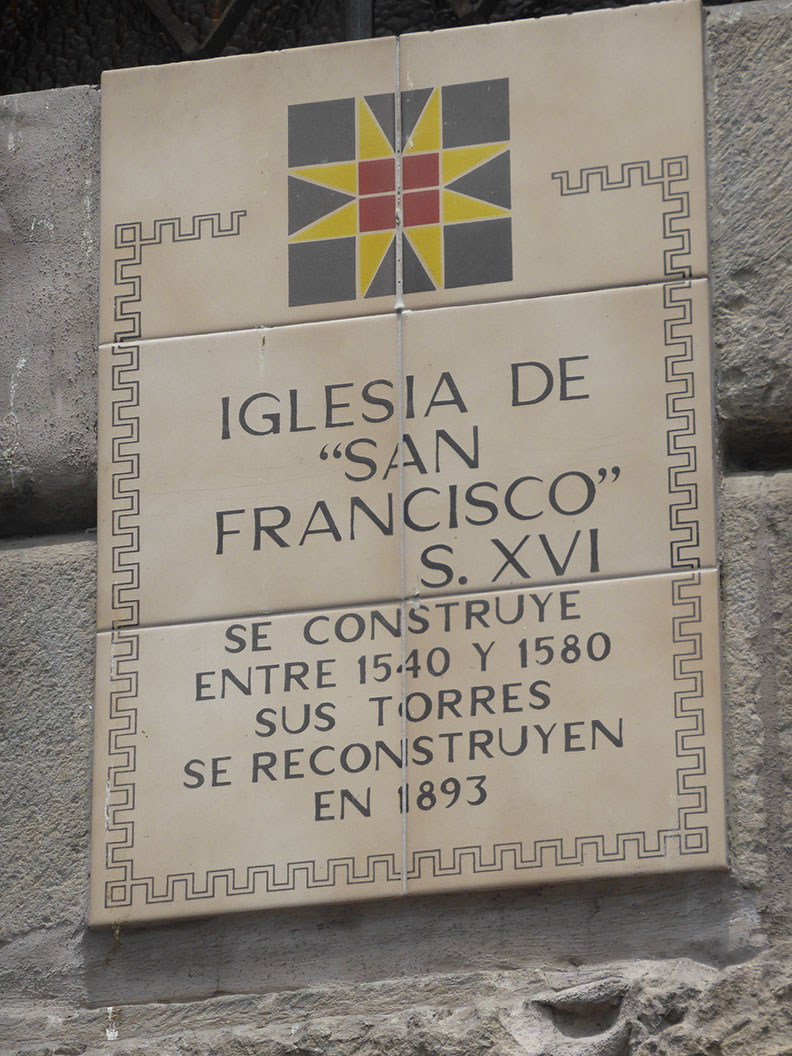 IGLESIA DE
“SAN
FRANCISCO”
S. XVI
SE CONSTRUYE
ENTRE 1540 Y 1580
SUS TORRES
SE RECONSTRUYEN
EN 1893